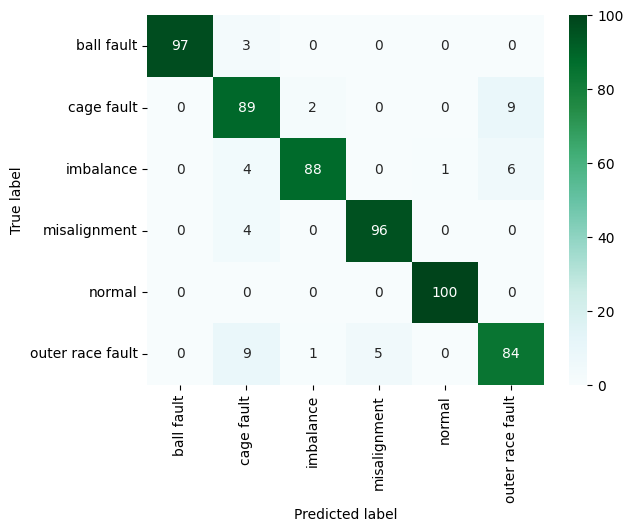 ball fault 97 3 0 0 0 0
cage fault 0 89 2 0 0 9
imbalance 0 4 88 0 1 6
misalignment 0 4 0 96 0 0
normal 0 0 0 0 100 0
outer race fault 0 9 1 5 0 84
ball fault
cage fault
imbalance
misalignment
normal
outer race fault
True label
Predicted label
100
80
60
40
20
0